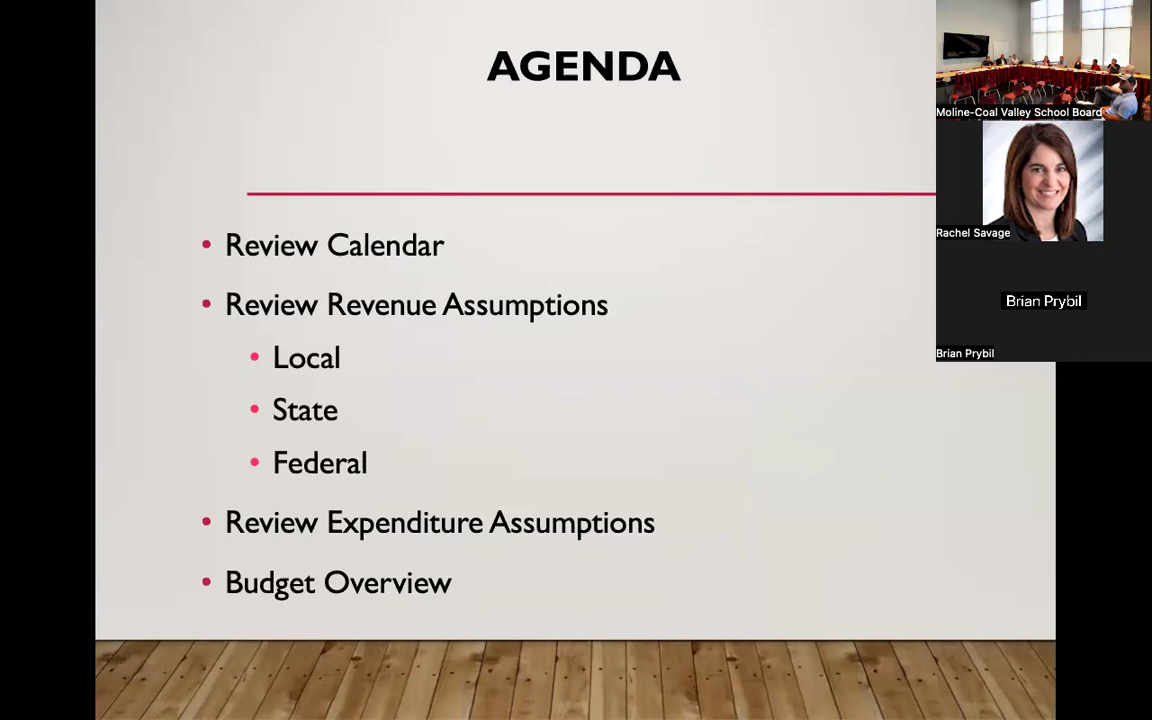 AGENDA
Review Calendar
Review Revenue Assumptions
Local
State
Federal
Review Expenditure Assumptions
Budget Overview
Moline-Coal Valley School Board
Rachel Savage
Brian Prybil
Brian Prybil